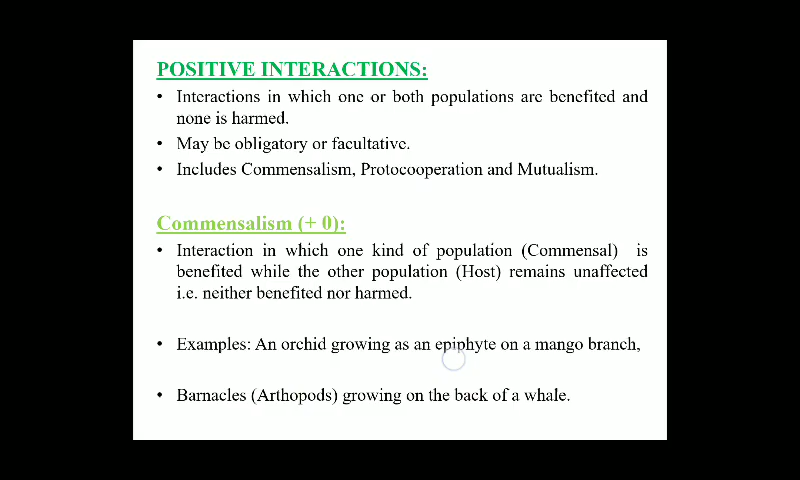 POSITIVE INTERACTIONS:
• Interactions in which one or both populations are benefited and
none is harmed.
• May be obligatory or facultative.
• Includes Commensalism, Protocooperation and Mutualism.
Commensalism (+ 0):
• Interaction in which one kind of population (Commensal) is
benefited while the other population (Host) remains unaffected
i.e. neither benefited nor harmed.
• Examples: An orchid growing as an epiphyte on a mango branch,
• Barnacles (Arthopods) growing on the back of a whale.